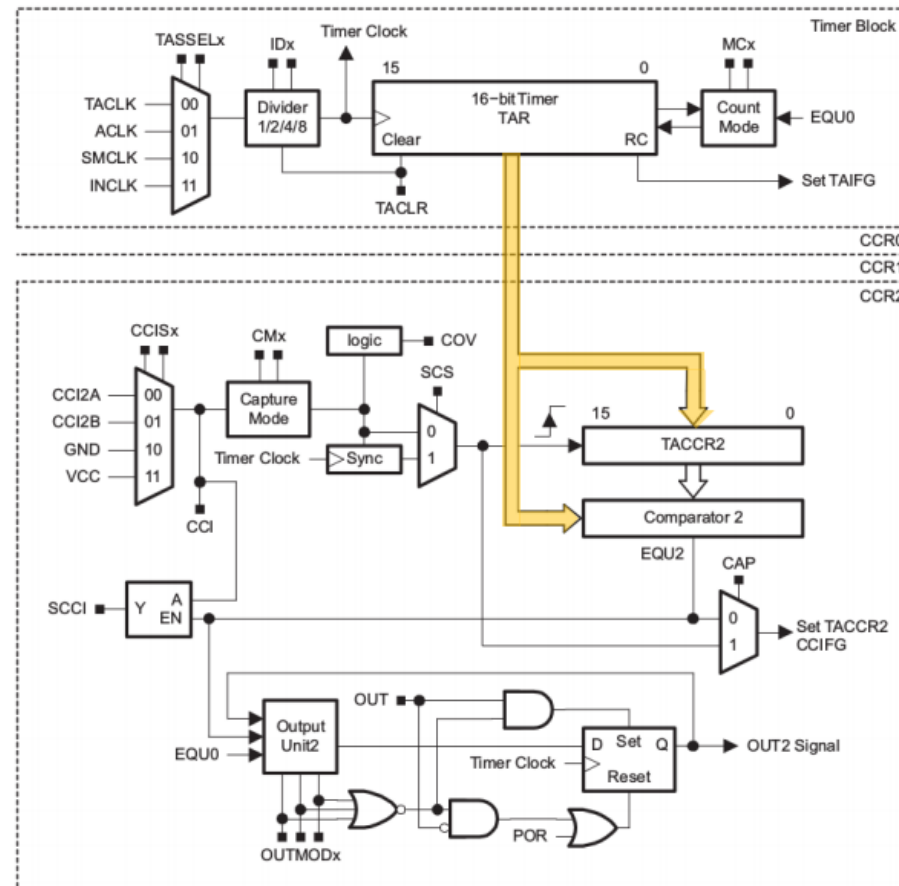 Timer Block
Timer Clock
TASSELx
IDx
15
0
MCx
TACLK
ACLK
SMCLK
INCLK
00
01
10
11
Divider
1/2/4/8
16-bit Timer
TAR
Clear
RC
Count
Mode
EQU0
Set TAIFG
TACLR
CCR0
CCR1
CCR2
CCISx
CMx
logic
COV
SCS
CCI2A
CCI2B
GND
VCC
00
01
10
11
Capture
Mode
Timer Clock
Sync
0
1
15
0
TACCR2
Comparator 2
CCI
EQU2
CAP
SCCI
Y
A
EN
0
1
Set TACCR2
CCIFG
OUT
Output
Unit2
EQU0
D
Set
Q
Timer Clock
Reset
OUT2 Signal
POR
OUTMODx